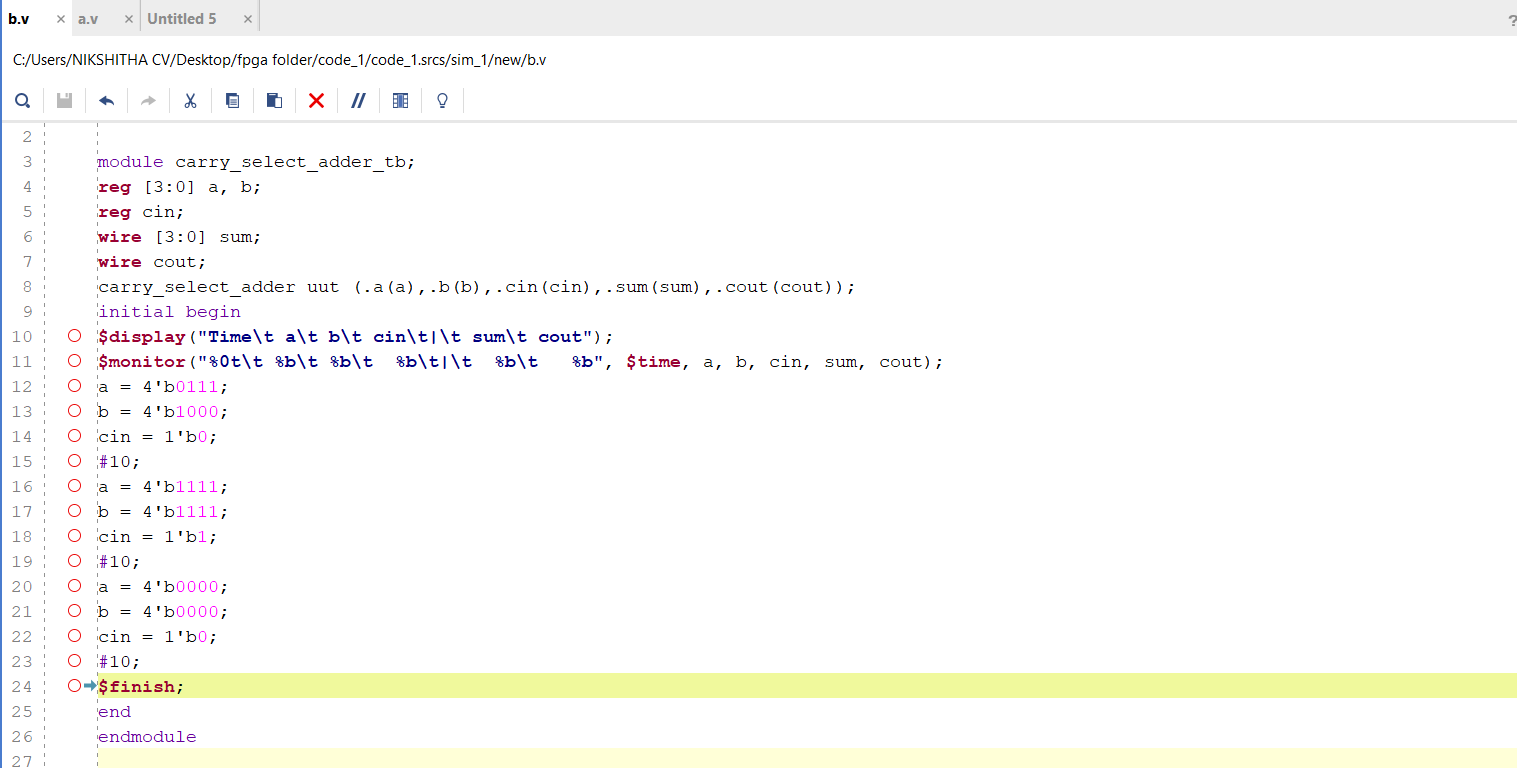 b.v × a.v × Untitled 5 × ?
C:/Users/NIKSHITHA CV/Desktop/fpga folder/code_1/code_1.srcs/sim_1/new/b.v
2
3 module carry_select_adder_tb;
4 reg [3:0] a, b;
5 reg cin;
6 wire [3:0] sum;
7 wire cout;
8 carry_select_adder uut (.a(a),.b(b),.cin(cin),.sum(sum),.cout(cout));
9 initial begin
10 $display("Time\t a\t b\t cin\t|\t sum\t cout");
11 $monitor("%0t\t %b\t %b\t  %b\t|\t  %b\t   %b", $time, a, b, cin, sum, cout);
12 a = 4'b0111;
13 b = 4'b1000;
14 cin = 1'b0;
15 #10;
16 a = 4'b1111;
17 b = 4'b1111;
18 cin = 1'b1;
19 #10;
20 a = 4'b0000;
21 b = 4'b0000;
22 cin = 1'b0;
23 #10;
24 $finish;
25 end
26 endmodule
27